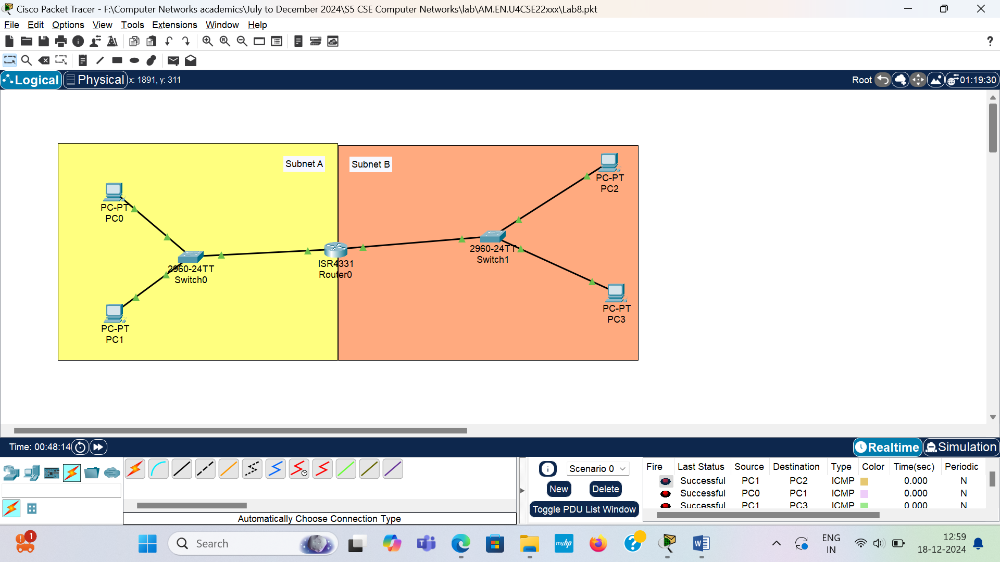 Cisco Packet Tracer - F:\Computer Networks academics\July to December 2024\S5 CSE Computer Networks\lab\AM.EN.U4CSE22xxx\Lab8.pkt
File Edit Options View Tools Extensions Window Help
?
Logical Physical x: 1891, y: 311 Root 01:19:30
Subnet A Subnet B
PC-PT
PC2
PC-PT
PC0
2960-24TT
Switch1
ISR4331
Router0
2960-24TT
Switch0
PC-PT
PC3
PC-PT
PC1
Time: 00:48:14 Realtime Simulation
Scenario 0
New Delete
Toggle PDU List Window
Automatically Choose Connection Type
Fire Last Status Source Destination Type Color Time(sec) Periodic
Successful PC1 PC2 ICMP 0.000 N
Successful PC0 PC1 ICMP 0.000 N
Successful PC1 PC3 ICMP 0.000 N
1
Search
myhp
ENG
IN
12:59
18-12-2024